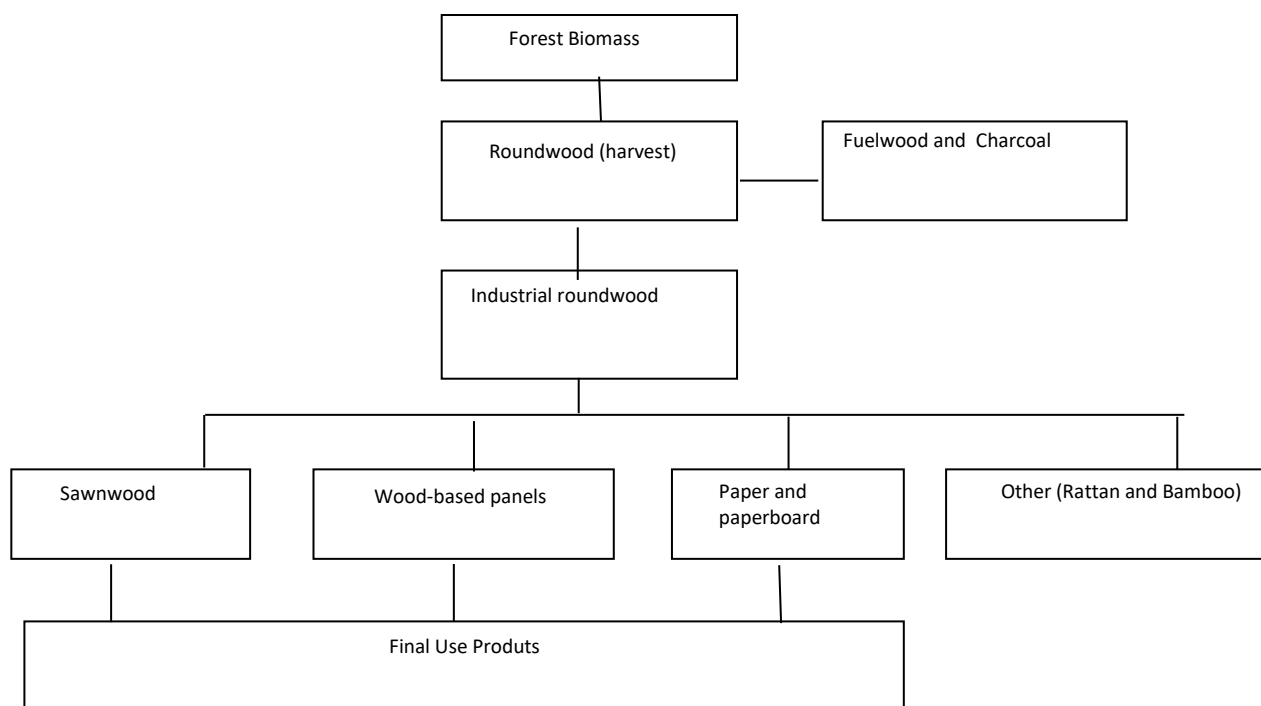 Forest Biomass
Roundwood (harvest)
Fuelwood and  Charcoal
Industrial roundwood
Sawnwood
Wood-based panels
Paper and
paperboard
Other (Rattan and Bamboo)
Final Use Produts